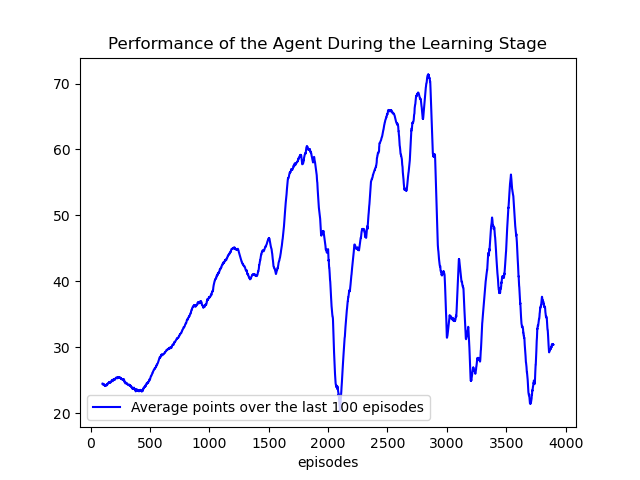 Performance of the Agent During the Learning Stage
70
60
50
40
30
20
Average points over the last 100 episodes
0 500 1000 1500 2000 2500 3000 3500 4000
episodes